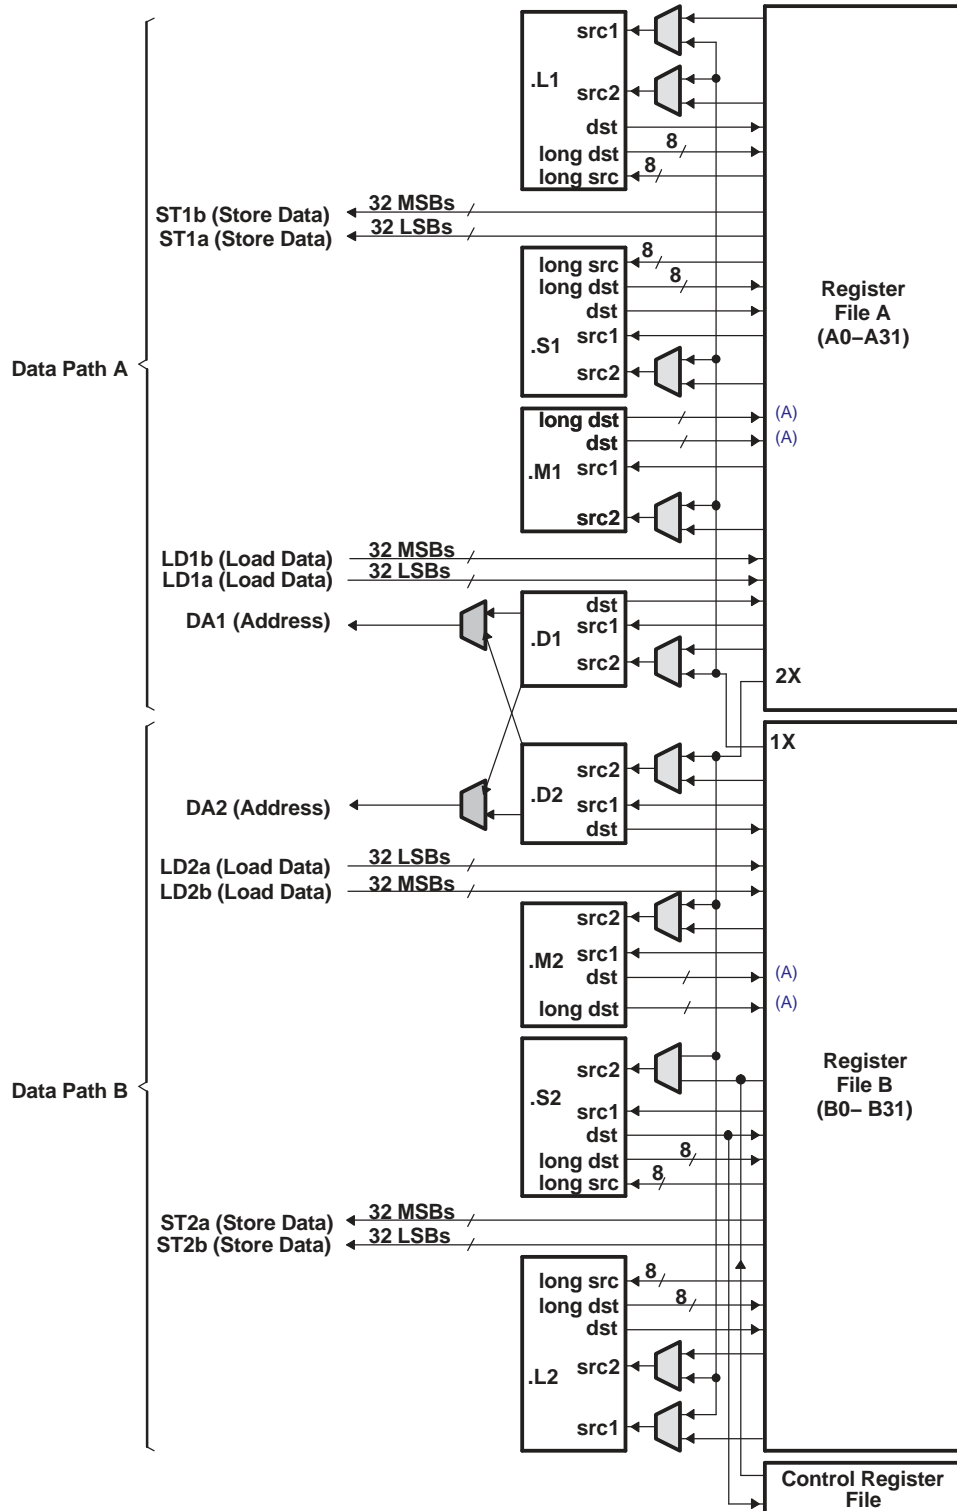 src1
.L1
src2
dst
long dst
8
long src
8
ST1b (Store Data)
32 MSBs
ST1a (Store Data)
32 LSBs
long src
8
long dst
8
dst
.S1
src1
src2
Register
File A
(A0–A31)
Data Path A
long dst
(A)
dst
(A)
.M1
src1
src2
LD1b (Load Data)
32 MSBs
LD1a (Load Data)
32 LSBs
DA1 (Address)
dst
src1
.D1
src2
2X
1X
src2
.D2
src1
dst
DA2 (Address)
LD2a (Load Data)
32 LSBs
LD2b (Load Data)
32 MSBs
src2
.M2
src1
dst
(A)
long dst
(A)
src2
.S2
src1
dst
long dst
8
long src
8
Register
File B
(B0– B31)
Data Path B
ST2a (Store Data)
32 MSBs
ST2b (Store Data)
32 LSBs
long src
8
long dst
8
dst
src2
.L2
src1
Control Register
File